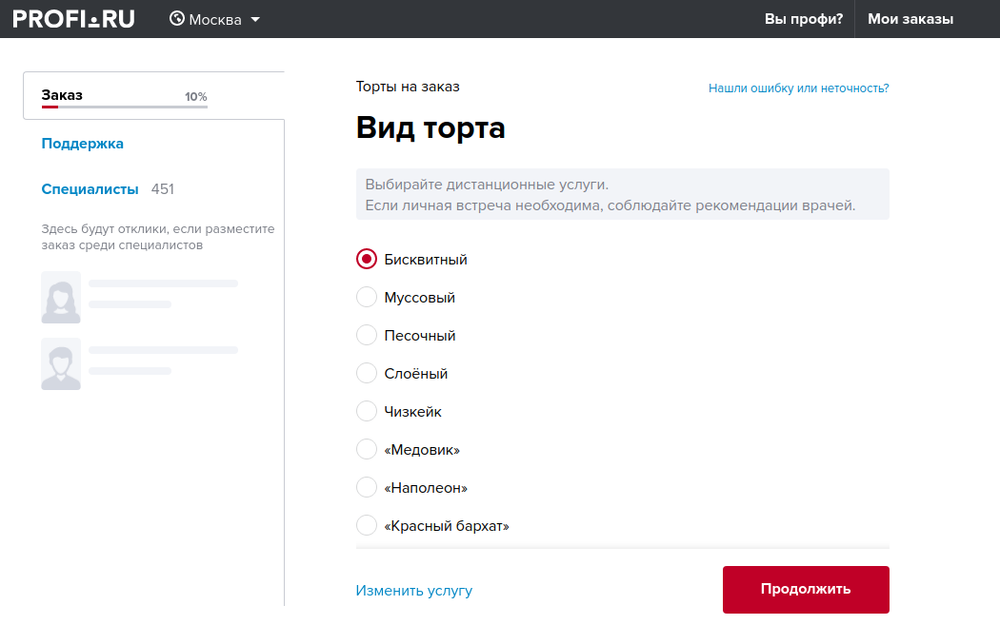 PROFI.RU
Москва
Вы профи?
Мои заказы
Заказ
10%
Поддержка
Специалисты 451
Здесь будут отклики, если разместите
заказ среди специалистов
Торты на заказ
Нашли ошибку или неточность?
Вид торта
Выбирайте дистанционные услуги.
Если личная встреча необходима, соблюдайте рекомендации врачей.
Бисквитный
Муссовый
Песочный
Слоёный
Чизкейк
«Медовик»
«Наполеон»
«Красный бархат»
Изменить услугу
Продолжить